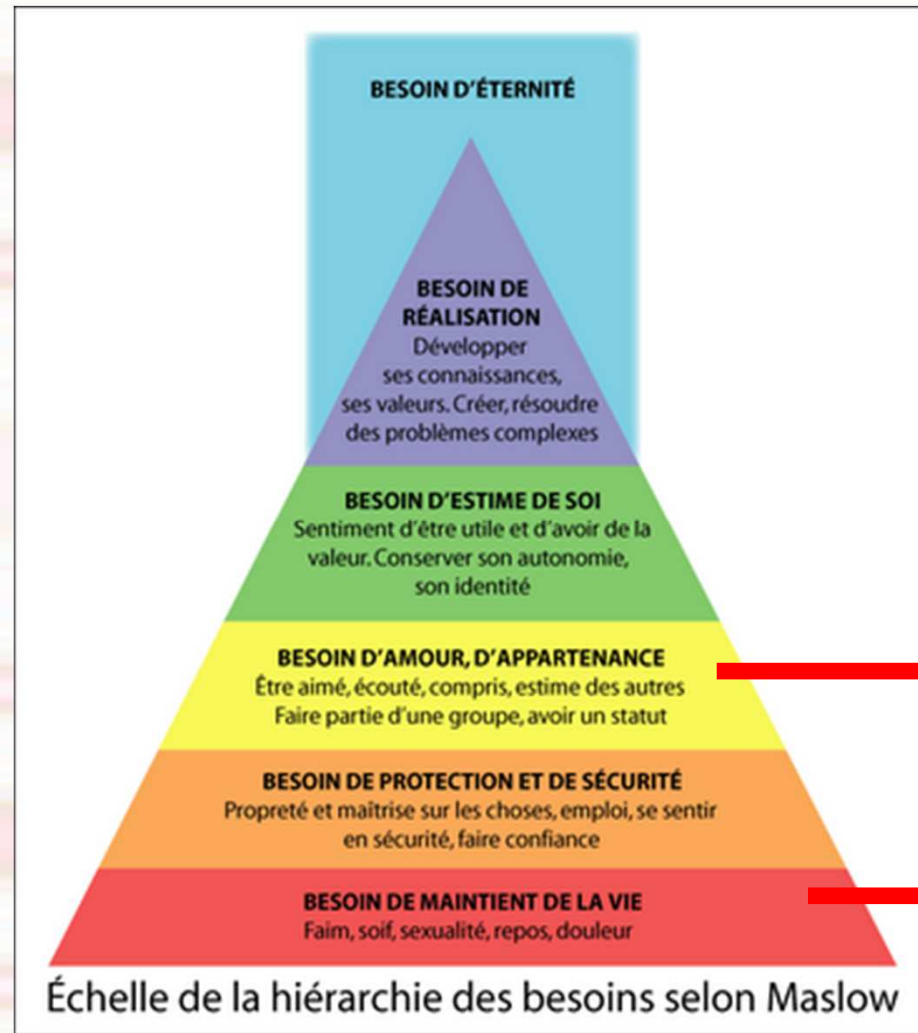 BESOIN D'ÉTERNITÉ
BESOIN DE
RÉALISATION
Développer
ses connaissances,
ses valeurs. Créer, résoudre
des problèmes complexes
BESOIN D'ESTIME DE SOI
Sentiment d'être utile et d'avoir de la
valeur. Conserver son autonomie,
son identité
BESOIN D'AMOUR, D'APPARTENANCE
Être aimé, écouté, compris, estime des autres
Faire partie d'une groupe, avoir un statut
BESOIN DE PROTECTION ET DE SÉCURITÉ
Propreté et maîtrise sur les choses, emploi, se sentir
en sécurité, faire confiance
BESOIN DE MAINTIENT DE LA VIE
Faim, soif, sexualité, repos, douleur
Échelle de la hiérarchie des besoins selon Maslow